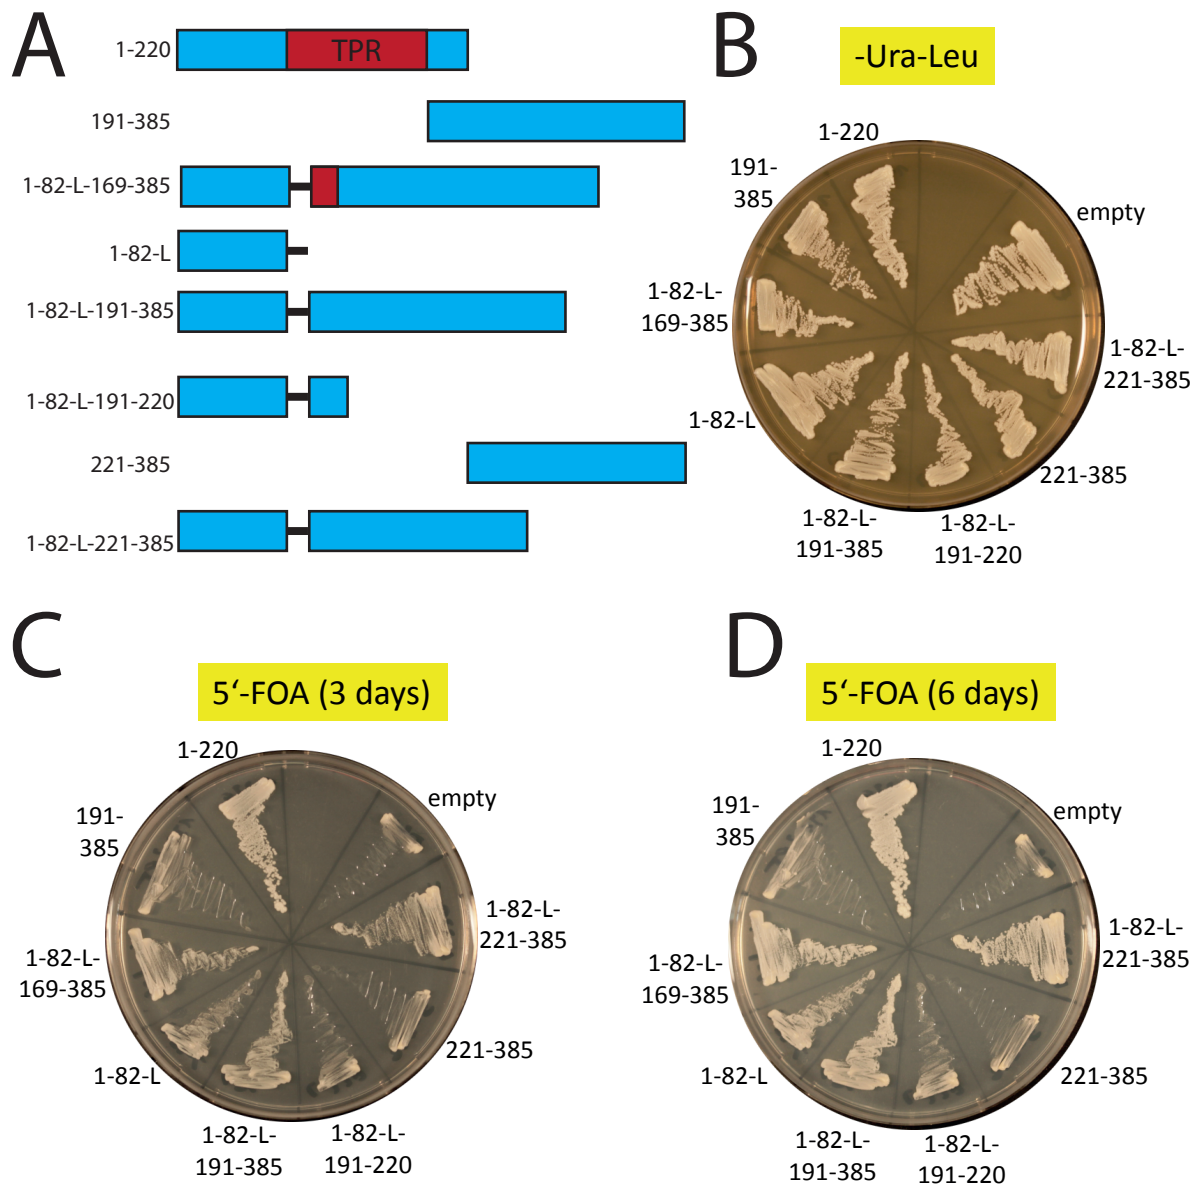 A
1-220
TPR
191-385
1-82-L-169-385
1-82-L
1-82-L-191-385
1-82-L-191-220
221-385
1-82-L-221-385
B
-Ura-Leu
1-220
191-
385
empty
1-82-L-
169-385
1-82-L-
221-385
1-82-L
221-385
1-82-L-
191-385
1-82-L-
191-220
C
5‘-FOA (3 days)
1-220
empty
191-
385
1-82-L-
221-385
1-82-L-
169-385
221-385
1-82-L
1-82-L-
191-385
1-82-L-
191-220
D
5‘-FOA (6 days)
1-220
empty
191-
385
1-82-L-
221-385
1-82-L-
169-385
221-385
1-82-L
1-82-L-
191-385
1-82-L-
191-220